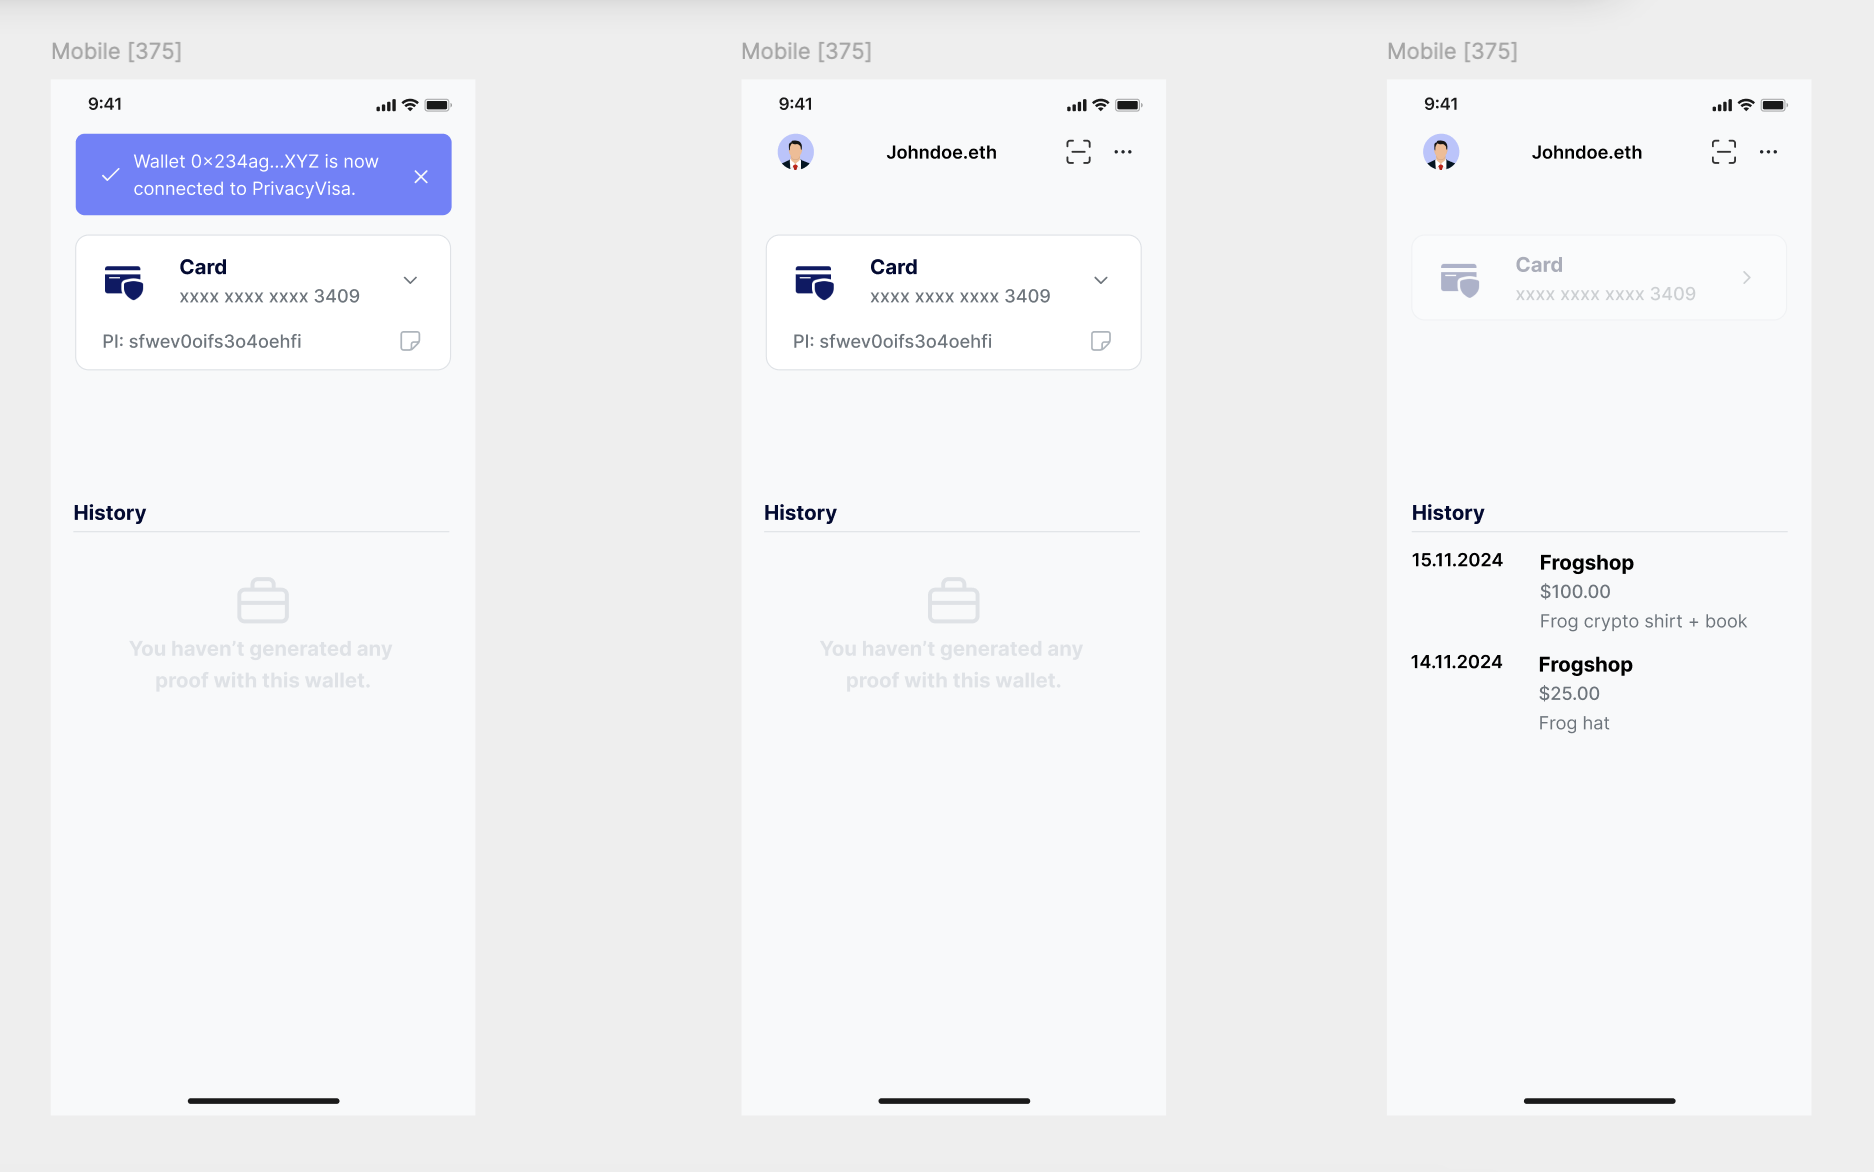 Mobile [375]
9:41
Wallet 0x234ag...XYZ is now
connected to PrivacyVisa.
Card
xxxx xxxx xxxx 3409
PI: sfwev0oifs3o4oehfi
History
You haven't generated any
proof with this wallet.
Mobile [375]
9:41
Johndoe.eth
Card
xxxx xxxx xxxx 3409
PI: sfwev0oifs3o4oehfi
History
You haven't generated any
proof with this wallet.
Mobile [375]
9:41
Johndoe.eth
Card
xxxx xxxx xxxx 3409
History
15.11.2024 Frogshop
$100.00
Frog crypto shirt + book
14.11.2024 Frogshop
$25.00
Frog hat